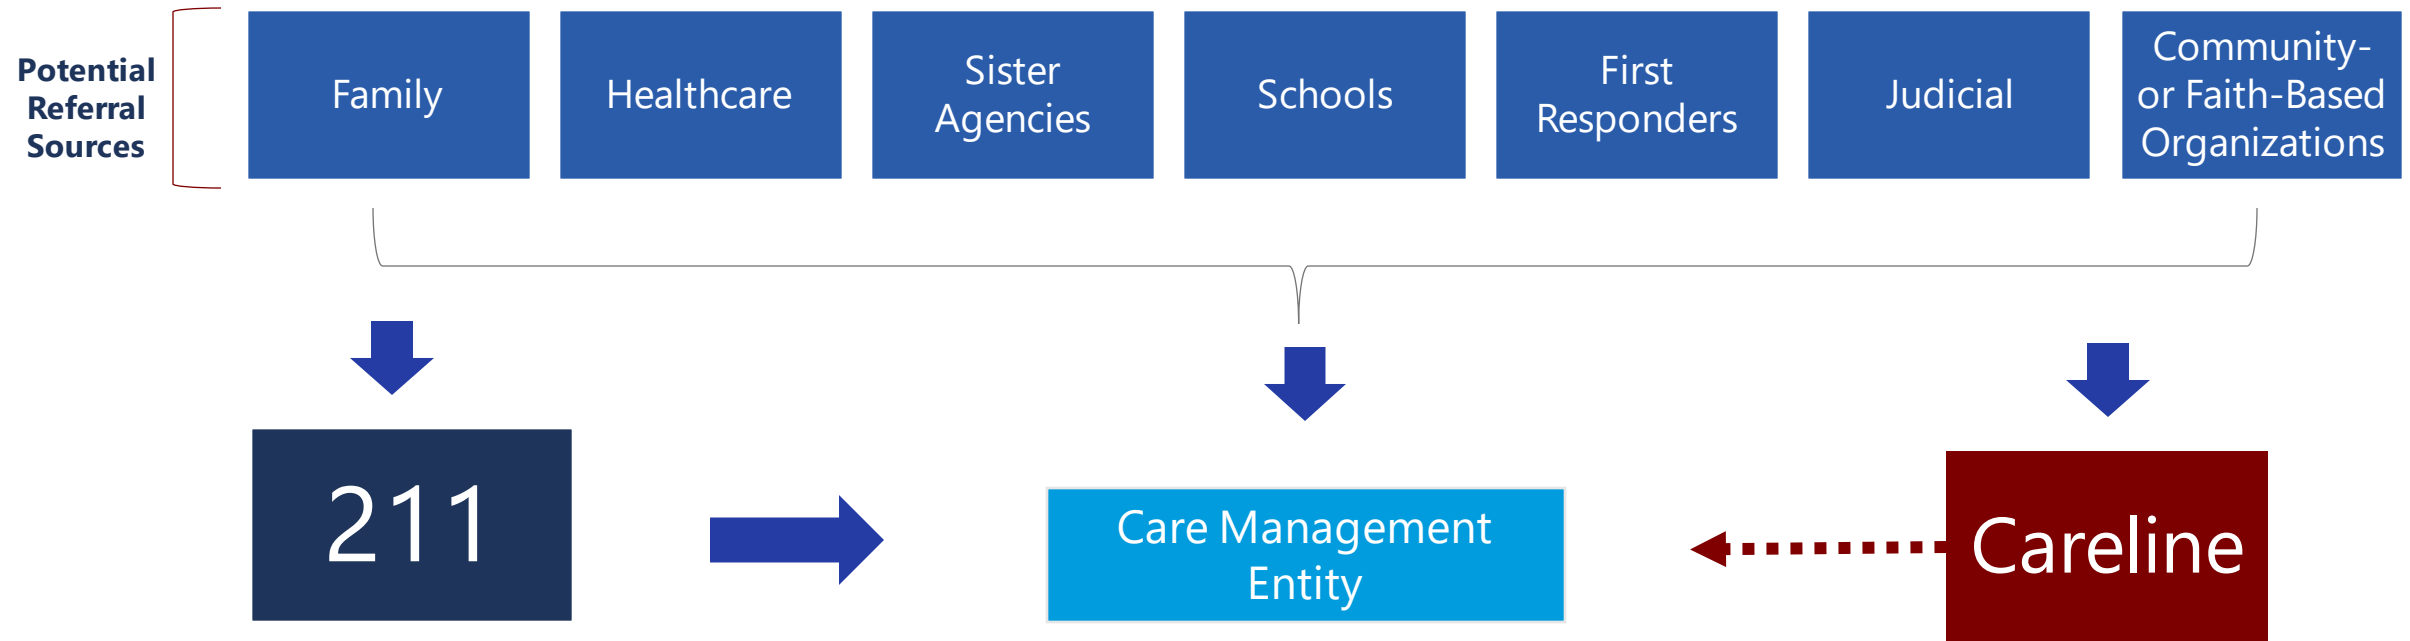 Potential
Referral
Sources
Family
Healthcare
Sister
Agencies
Schools
First
Responders
Judicial
Community-
or Faith-Based
Organizations
211
Care Management
Entity
Careline